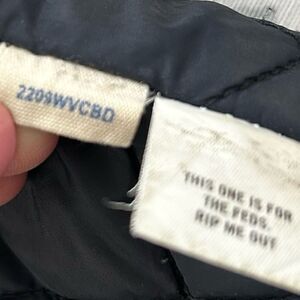 2209WVCBD
THIS ONE IS FOR
THE FEDS.
RIP ME OUT